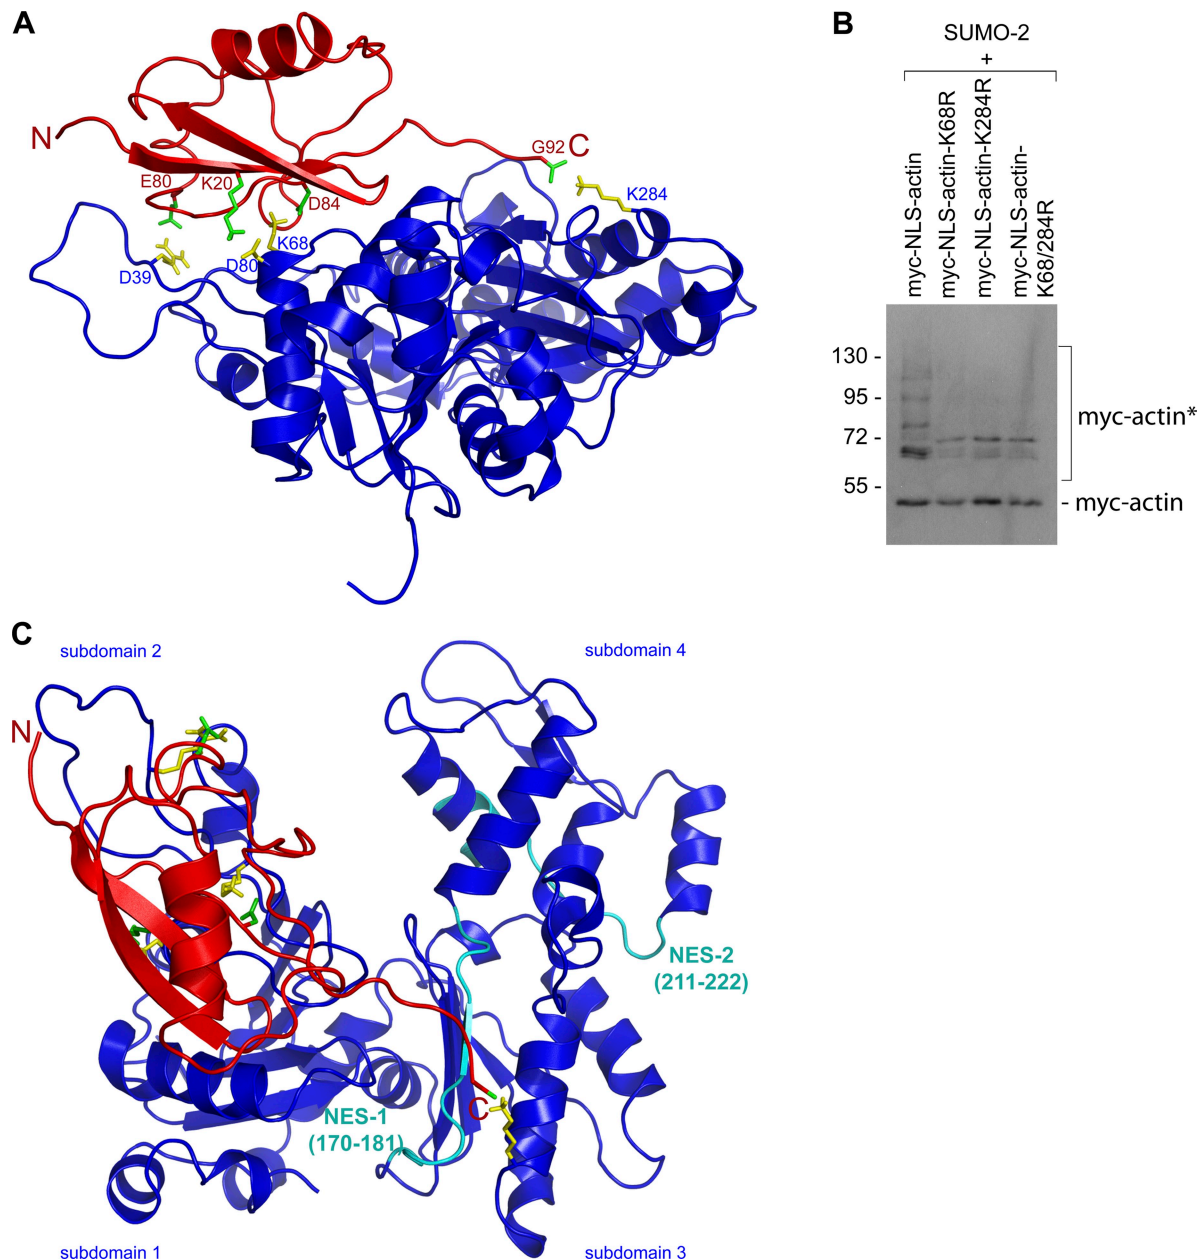 A
N
E80
K20
D84
G92
C
K284
K68
D80
D39
B
SUMO-2
+
myc-NLS-actin
myc-NLS-actin-K68R
myc-NLS-actin-K284R
myc-NLS-actin-
K68/284R
130 -
95 -
72 -
55 -
myc-actin*
- myc-actin
C
subdomain 2
subdomain 4
N
NES-2
(211-222)
C
NES-1
(170-181)
subdomain 1
subdomain 3